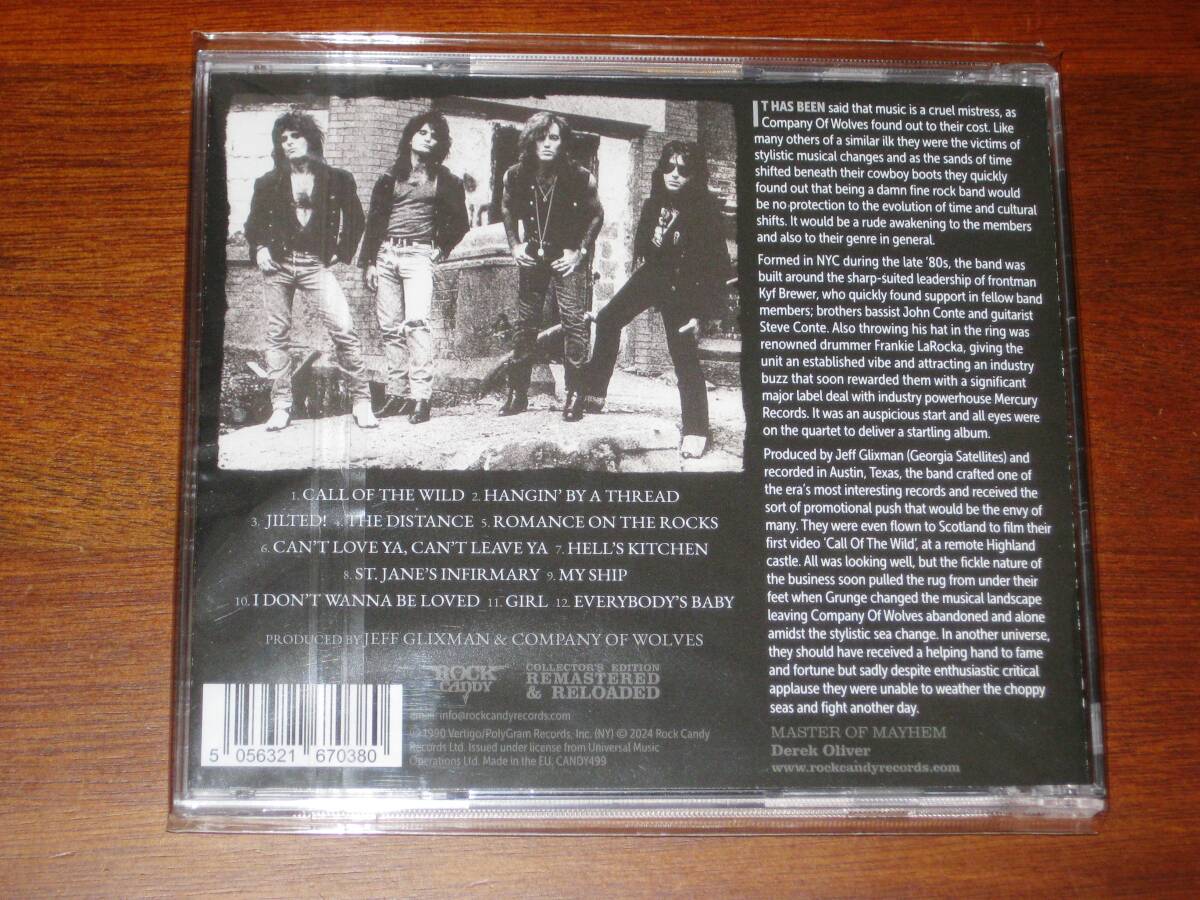 IT HAS BEEN said that music is a cruel mistress, as
Company Of Wolves found out to their cost. Like
many others of a similar ilk they were the victims of
stylistic musical changes and as the sands of time
shifted beneath their cowboy boots they quickly
found out that being a damn fine rock band would
be no protection to the evolution of time and cultural
shifts. It would be a rude awakening to the members
and also to their genre in general.
Formed in NYC during the late '80s, the band was
built around the sharp-suited leadership of frontman
Kyf Brewer, who quickly found support in fellow band
members; brothers bassist John Conte and guitarist
Steve Conte. Also throwing his hat in the ring was
renowned drummer Frankie LaRocka, giving the
unit an established vibe and attracting an industry
buzz that soon rewarded them with a significant
major label deal with industry powerhouse Mercury
Records. It was an auspicious start and all eyes were
on the quartet to deliver a startling album.
Produced by Jeff Glixman (Georgia Satellites) and
recorded in Austin, Texas, the band crafted one of
the era's most interesting records and received the
sort of promotional push that would be the envy of
many. They were even flown to Scotland to film their
first video 'Call Of The Wild', at a remote Highland
castle. All was looking well, but the fickle nature of
the business soon pulled the rug from under their
feet when Grunge changed the musical landscape
leaving Company Of Wolves abandoned and alone
amidst the stylistic sea change. In another universe,
they should have received a helping hand to fame
and fortune but sadly despite enthusiastic critical
applause they were unable to weather the choppy
seas and fight another day.
MASTER OF MAYHEM
Derek Oliver
www.rockcandyrecords.com
1. CALL OF THE WILD 2. HANGIN' BY A THREAD
3. JILTED! 4. THE DISTANCE 5. ROMANCE ON THE ROCKS
6. CAN'T LOVE YA, CAN'T LEAVE YA 7. HELL'S KITCHEN
8. ST. JANE'S INFIRMARY 9. MY SHIP
10. I DON'T WANNA BE LOVED 11. GIRL 12. EVERYBODY'S BABY
PRODUCED BY JEFF GLIXMAN & COMPANY OF WOLVES
ROCK
CANDY
COLLECTOR'S EDITION
REMASTERED
& RELOADED
email: info@rockcandyrecords.com
℗ 1990 Vertigo/PolyGram Records, Inc. (NY) © 2024 Rock Candy
Records Ltd. Issued under license from Universal Music
Operations Ltd. Made in the EU, CANDY499
5 056321 670380